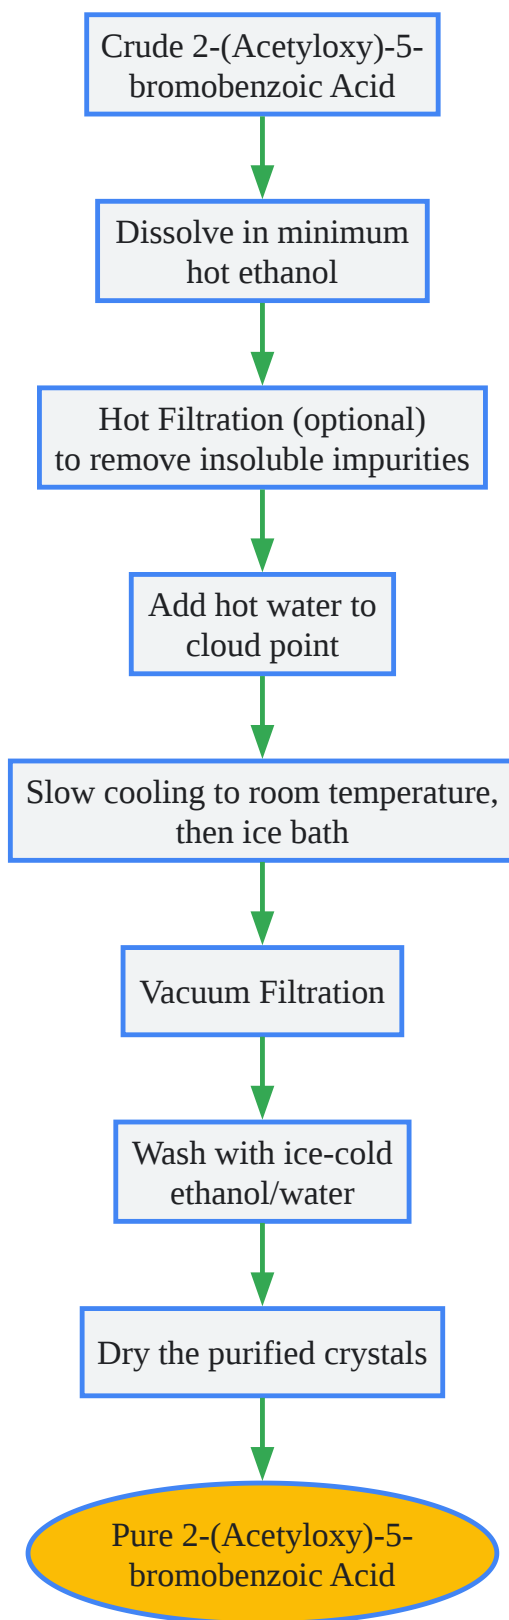 Crude 2-(Acetyloxy)-5-
bromobenzoic Acid
Dissolve in minimum
hot ethanol
Hot Filtration (optional)
to remove insoluble impurities
Add hot water to
cloud point
Slow cooling to room temperature,
then ice bath
Vacuum Filtration
Wash with ice-cold
ethanol/water
Dry the purified crystals
Pure 2-(Acetyloxy)-5-
bromobenzoic Acid